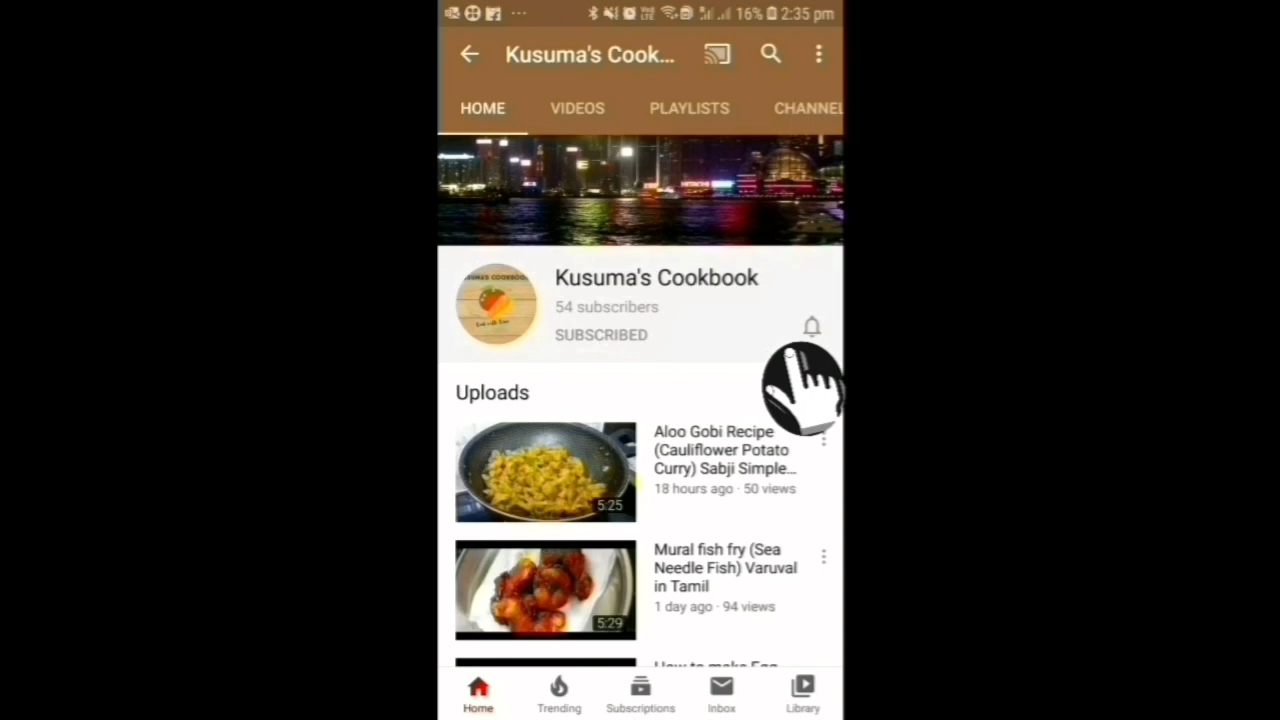 16% 2:35 pm
Kusuma's Cook...
HOME VIDEOS PLAYLISTS CHANNEL
Kusuma's Cookbook
54 subscribers
SUBSCRIBED
Uploads
Aloo Gobi Recipe
(Cauliflower Potato
Curry) Sabji Simple...
18 hours ago · 50 views
5:25
Mural fish fry (Sea
Needle Fish) Varuval
in Tamil
1 day ago · 94 views
5:29
Home Trending Subscriptions Inbox Library